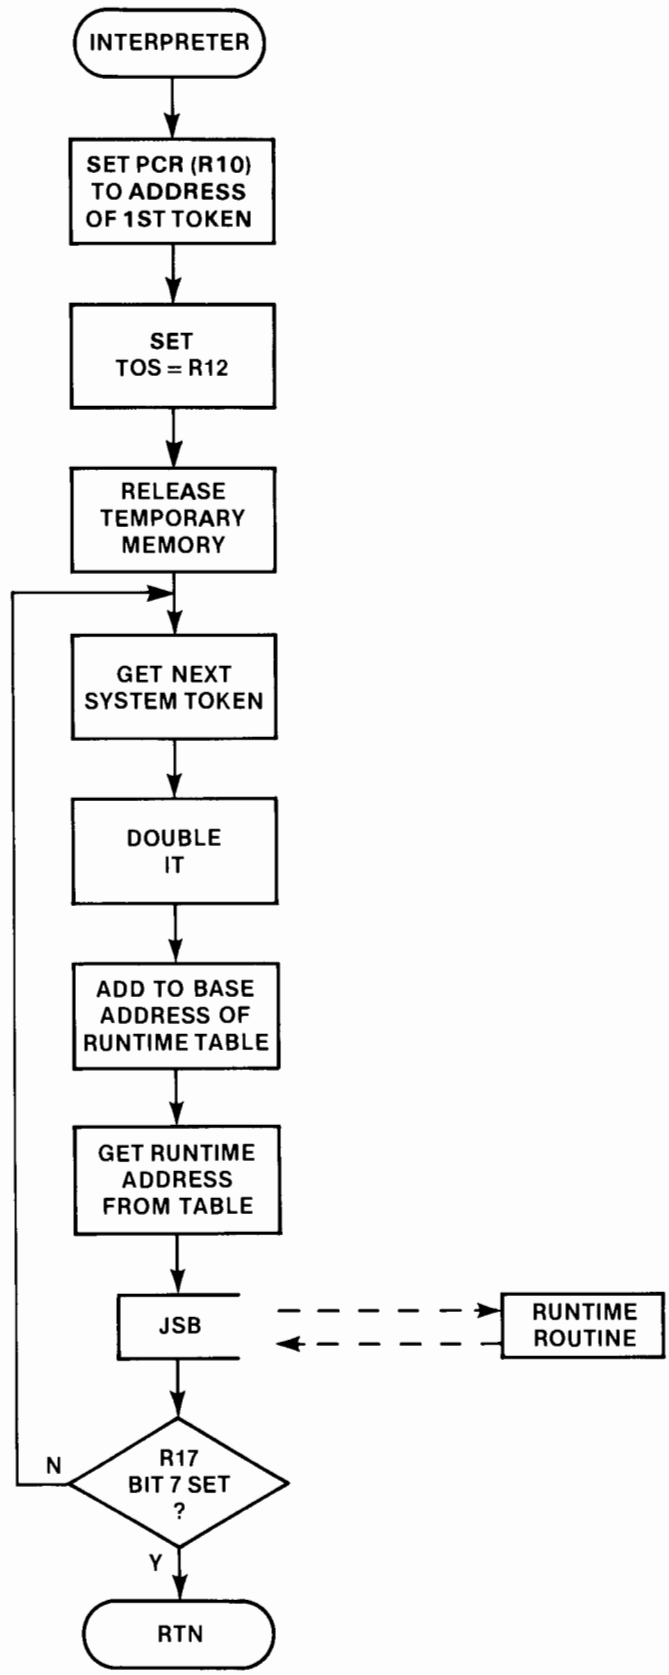 INTERPRETER
SET PCR (R10)
TO ADDRESS
OF 1ST TOKEN
SET
TOS = R12
RELEASE
TEMPORARY
MEMORY
GET NEXT
SYSTEM TOKEN
DOUBLE
IT
ADD TO BASE
ADDRESS OF
RUNTIME TABLE
GET RUNTIME
ADDRESS
FROM TABLE
JSB
RUNTIME
ROUTINE
R17
BIT 7 SET
?
N
Y
RTN